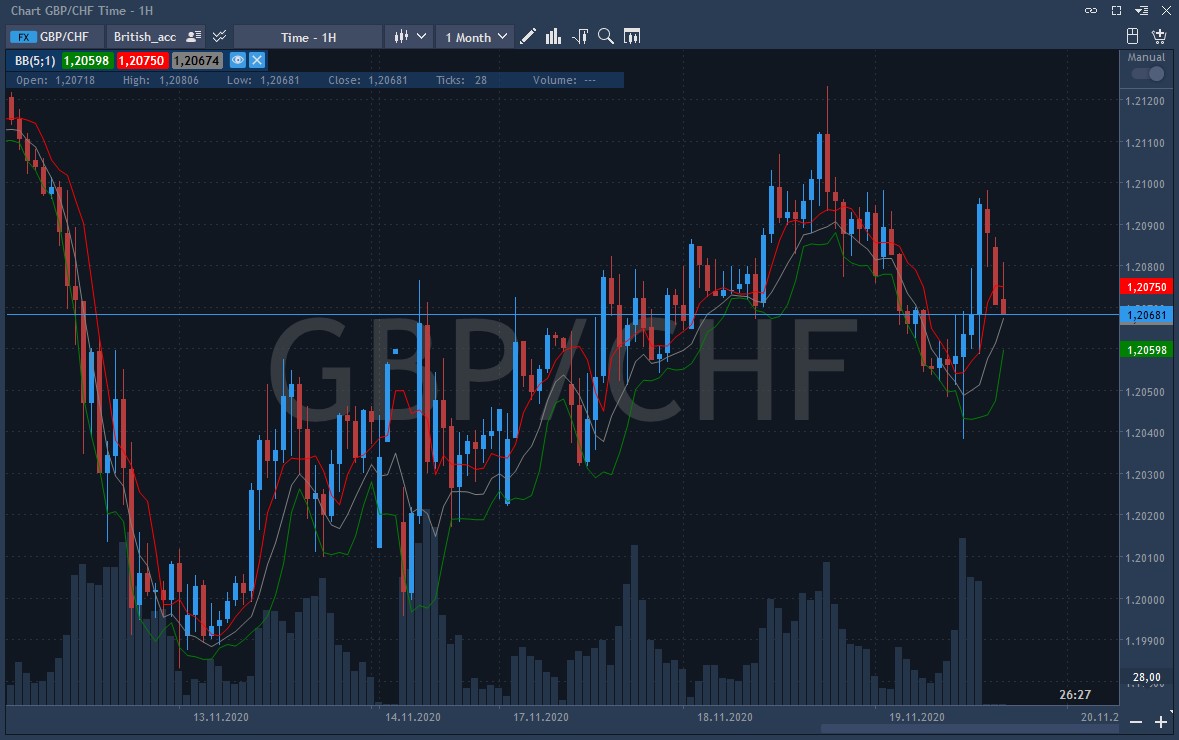 Chart GBP/CHF Time - 1H
FX GBP/CHF British_acc Time - 1H 1 Month
BB(5;1) 1,20598 1,20750 1,20674
Open: 1,20718 High: 1,20806 Low: 1,20681 Close: 1,20681 Ticks: 28 Volume: ---
Manual
1.21200
1.21100
1.21000
1.20900
1.20800
1,20750
1,20681
1,20598
1.20500
1.20400
1.20300
1.20200
1.20100
1.20000
1.19900
28,00
GBP/CHF
26:27
13.11.2020 14.11.2020 17.11.2020 18.11.2020 19.11.2020 20.11.2